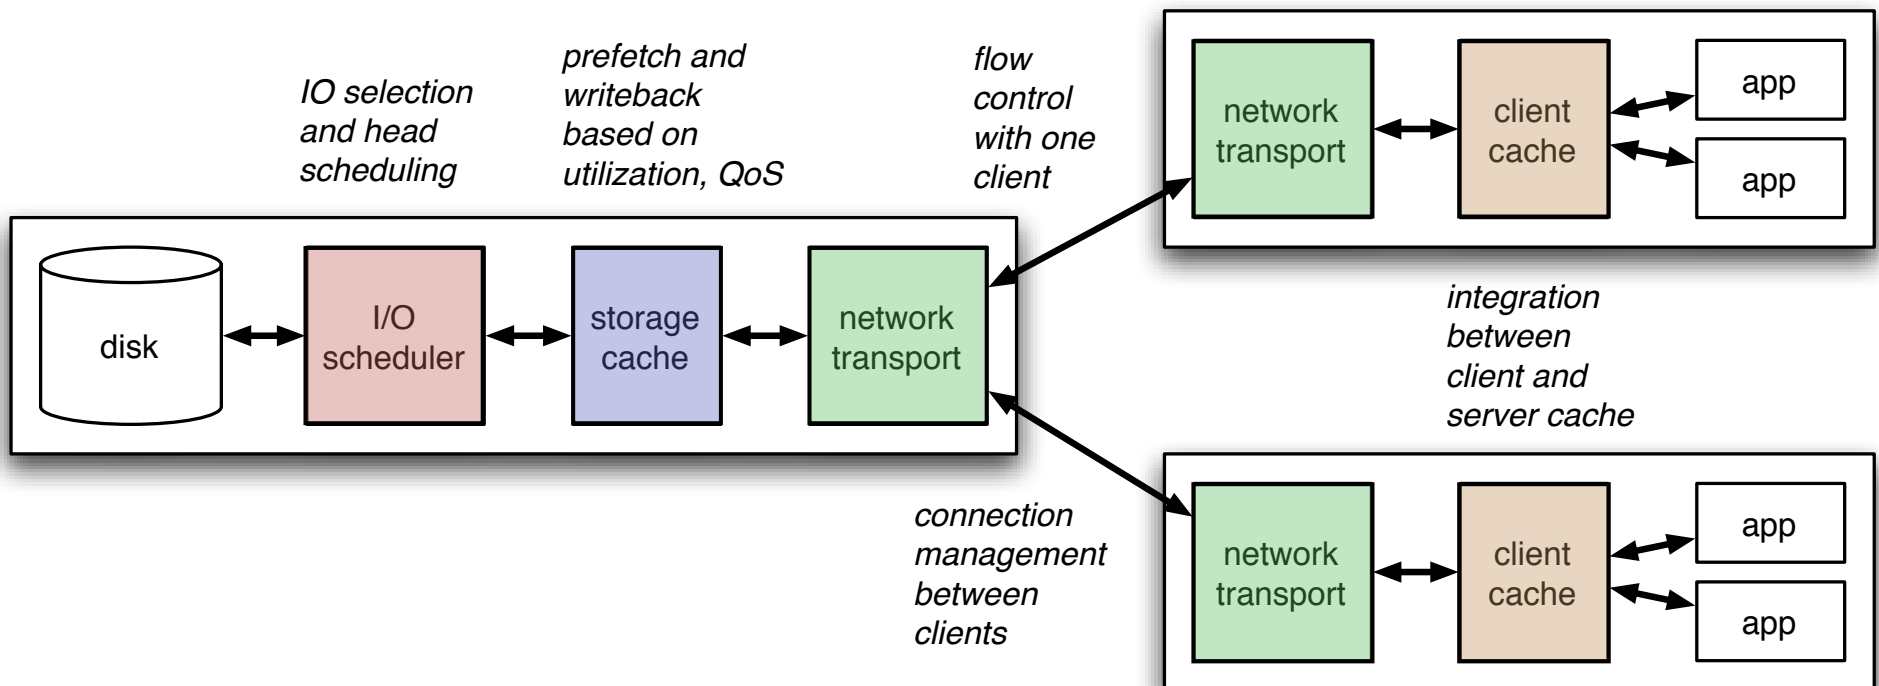 IO selection
and head
scheduling
prefetch and
writeback
based on
utilization, QoS
flow
control
with one
client
network
transport
client
cache
app
app
disk
I/O
scheduler
storage
cache
network
transport
integration
between
client and
server cache
connection
management
between
clients
network
transport
client
cache
app
app